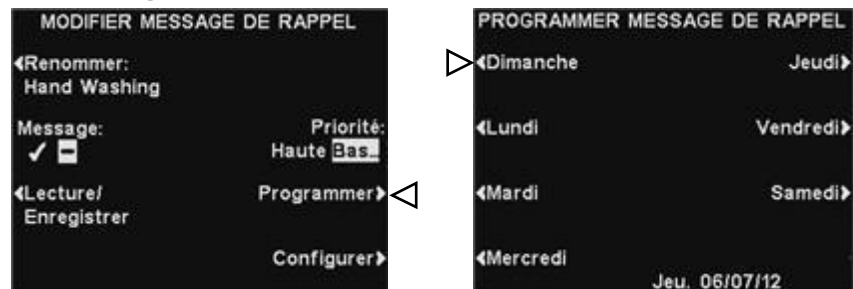 MODIFIER MESSAGE DE RAPPEL
Renommer:
Hand Washing
Message:
Priorité:
Haute Bas_
Lecture/
Enregistrer
Programmer
Configurer
PROGRAMMER MESSAGE DE RAPPEL
Dimanche
Jeudi
Lundi
Vendredi
Mardi
Samedi
Mercredi
Jeu. 06/07/12